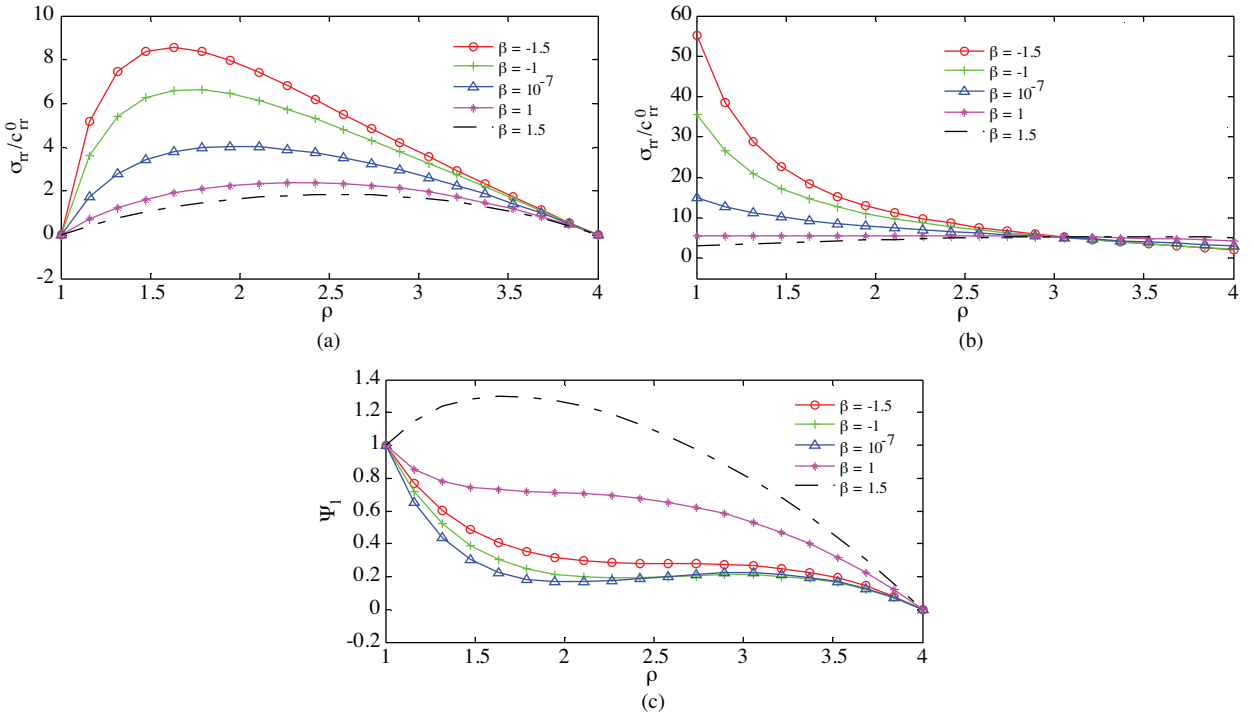 10
8
6
4
2
0
-2
σrr/c⁰rr
1
1.5
2
2.5
3
3.5
4
ρ
β = -1.5
β = -1
β = 10⁻⁷
β = 1
β = 1.5
(a)
60
50
40
30
20
10
0
σrr/c⁰rr
1
1.5
2
2.5
3
3.5
4
ρ
β = -1.5
β = -1
β = 10⁻⁷
β = 1
β = 1.5
(b)
1.4
1.2
1
0.8
0.6
0.4
0.2
0
-0.2
Ψ₁
1
1.5
2
2.5
3
3.5
4
ρ
β = -1.5
β = -1
β = 10⁻⁷
β = 1
β = 1.5
(c)